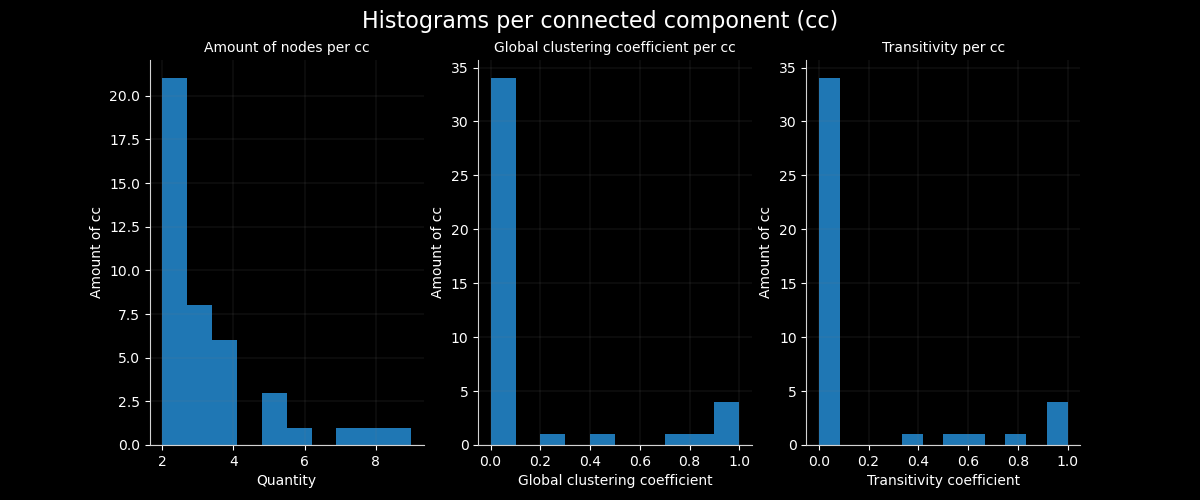 Histograms per connected component (cc)
Amount of nodes per cc
Amount of cc
20.0
17.5
15.0
12.5
10.0
7.5
5.0
2.5
0.0
2 4 6 8
Quantity
Global clustering coefficient per cc
Amount of cc
35
30
25
20
15
10
5
0
0.0 0.2 0.4 0.6 0.8 1.0
Global clustering coefficient
Transitivity per cc
Amount of cc
35
30
25
20
15
10
5
0
0.0 0.2 0.4 0.6 0.8 1.0
Transitivity coefficient